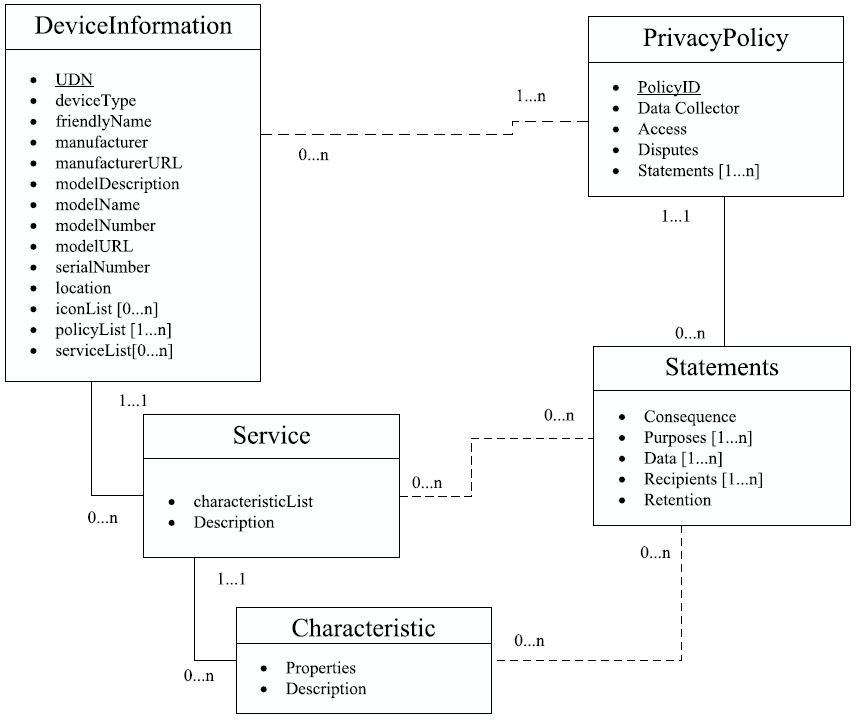 DeviceInformation
• UDN
• deviceType
• friendlyName
• manufacturer
• manufacturerURL
• modelDescription
• modelName
• modelNumber
• modelURL
• serialNumber
• location
• iconList [0...n]
• policyList [1...n]
• serviceList[0...n]
PrivacyPolicy
• PolicyID
• Data Collector
• Access
• Disputes
• Statements [1...n]
1...n
0...n
1...1
0...n
Statements
• Consequence
• Purposes [1...n]
• Data [1...n]
• Recipients [1...n]
• Retention
1...1
0...n
Service
• characteristicList
• Description
0...n
0...n
1...1
0...n
Characteristic
• Properties
• Description
0...n
0...n